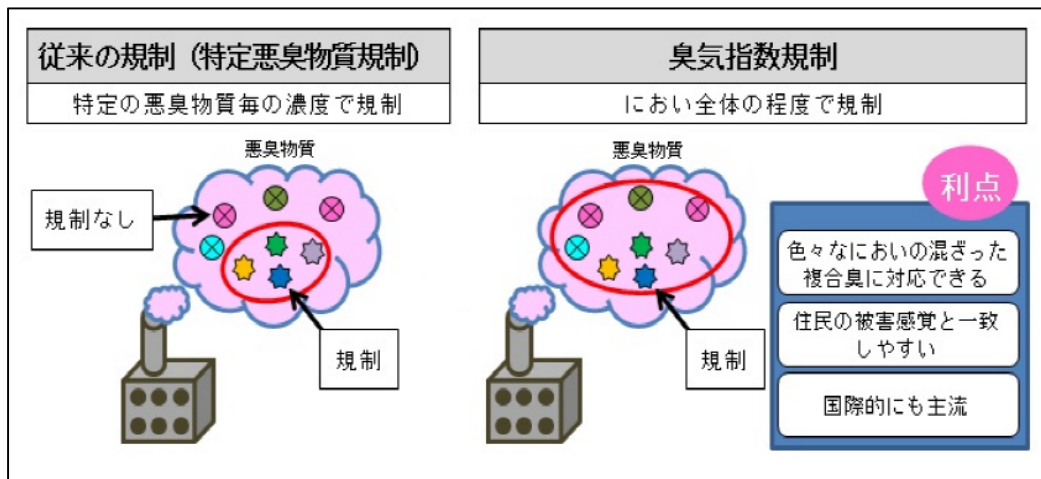 従来の規制（特定悪臭物質規制）
特定の悪臭物質毎の濃度で規制
悪臭物質
規制なし
規制
臭気指数規制
におい全体の程度で規制
悪臭物質
規制
利点
色々なにおいの混ざった
複合臭に対応できる
住民の被害感覚と一致
しやすい
国際的にも主流